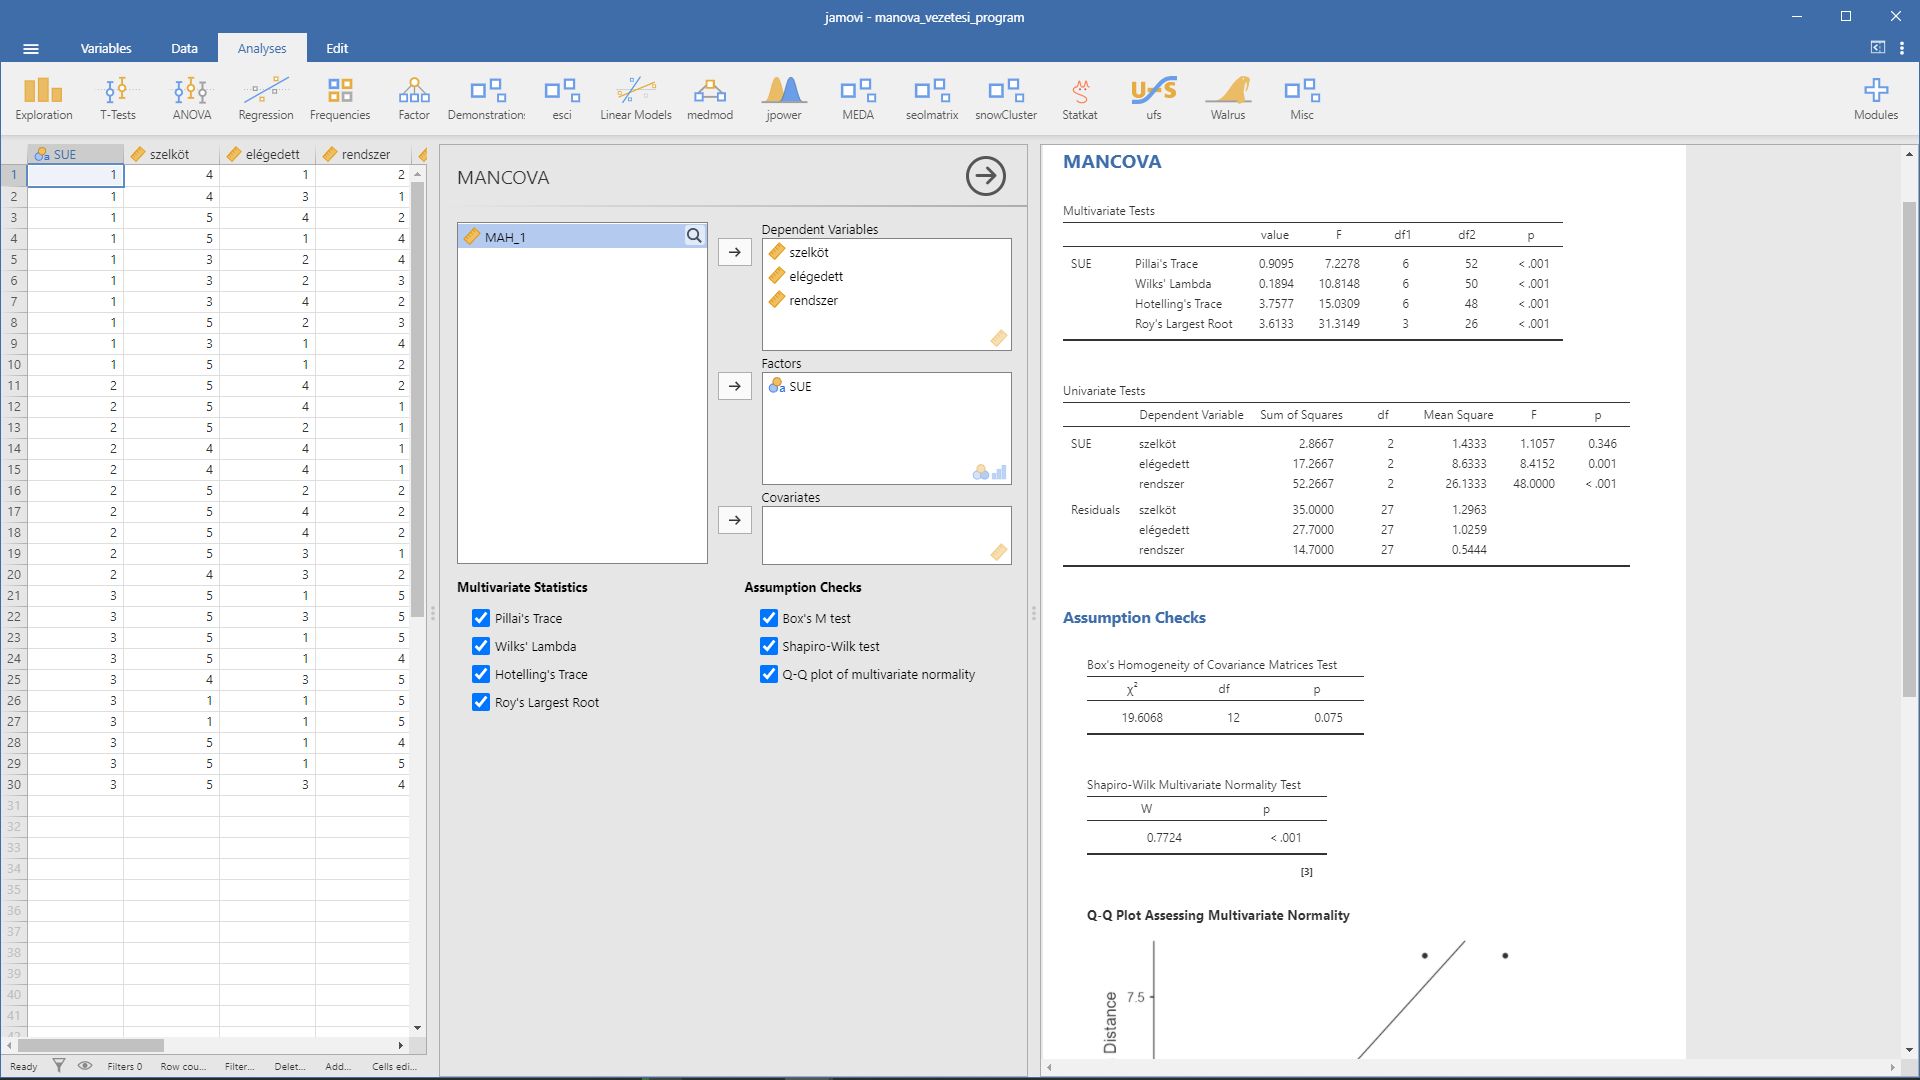 jamovi - manova_vezetesi_program
Variables Data Analyses Edit
Exploration T-Tests ANOVA Regression Frequencies Factor Demonstrations esci Linear Models medmod jpower MEDA seolmatrix snowCluster Statkat ufs Walrus Misc Modules
SUE szelköt elégedett rendszer
1 1 4 1 2
2 1 4 3 1
3 1 5 4 2
4 1 5 1 4
5 1 3 2 4
6 1 3 2 3
7 1 3 4 2
8 1 5 2 3
9 1 3 1 4
10 1 5 1 2
11 2 5 4 2
12 2 5 4 1
13 2 5 2 1
14 2 4 4 1
15 2 4 4 1
16 2 5 2 2
17 2 5 4 2
18 2 5 4 2
19 2 5 3 1
20 2 4 3 2
21 3 5 1 5
22 3 5 3 5
23 3 5 1 5
24 3 5 1 4
25 3 4 3 5
26 3 1 1 5
27 3 1 1 5
28 3 5 1 4
29 3 5 1 5
30 3 5 3 4
31
32
33
34
35
36
37
38
39
40
41
42
Ready Filters 0 Row cou... Filter... Delet... Add... Cells edi...
MANCOVA
MAH_1
Dependent Variables
szelköt
elégedett
rendszer
Factors
SUE
Covariates
Multivariate Statistics
Pillai's Trace
Wilks' Lambda
Hotelling's Trace
Roy's Largest Root
Assumption Checks
Box's M test
Shapiro-Wilk test
Q-Q plot of multivariate normality
MANCOVA
Multivariate Tests
value F df1 df2 p
SUE Pillai's Trace 0.9095 7.2278 6 52 < .001
Wilks' Lambda 0.1894 10.8148 6 50 < .001
Hotelling's Trace 3.7577 15.0309 6 48 < .001
Roy's Largest Root 3.6133 31.3149 3 26 < .001
Univariate Tests
Dependent Variable Sum of Squares df Mean Square F p
SUE szelköt 2.8667 2 1.4333 1.1057 0.346
elégedett 17.2667 2 8.6333 8.4152 0.001
rendszer 52.2667 2 26.1333 48.0000 < .001
Residuals szelköt 35.0000 27 1.2963
elégedett 27.7000 27 1.0259
rendszer 14.7000 27 0.5444
Assumption Checks
Box's Homogeneity of Covariance Matrices Test
χ² df p
19.6068 12 0.075
Shapiro-Wilk Multivariate Normality Test
W p
0.7724 < .001
[3]
Q-Q Plot Assessing Multivariate Normality
7.5
Distance